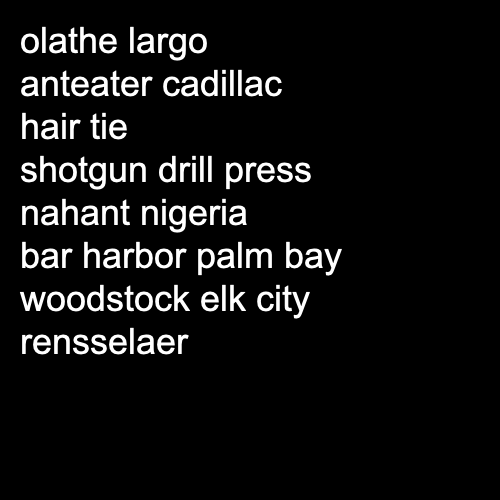 olathe largo
anteater cadillac
hair tie
shotgun drill press
nahant nigeria
bar harbor palm bay
woodstock elk city
rensselaer